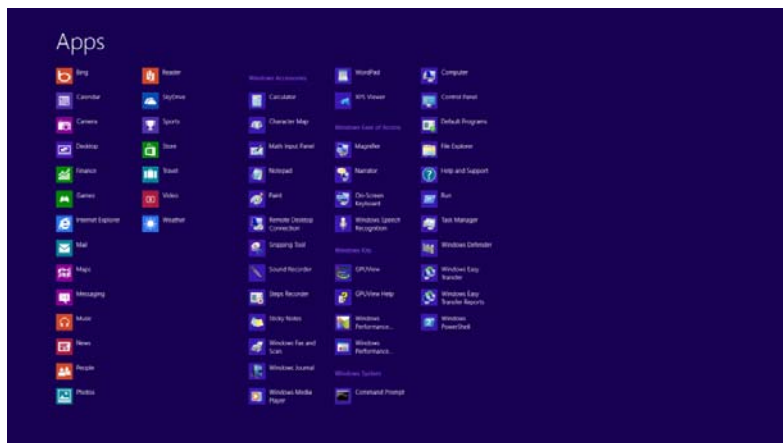 Apps
Bing
Calendar
Camera
Desktop
Finance
Games
Internet Explorer
Mail
Maps
Messaging
Music
News
People
Photos
Reader
SkyDrive
Sports
Store
Travel
Video
Weather
Windows Accessories
Calculator
Character Map
Math Input Panel
Notepad
Paint
Remote Desktop
Connection
Snipping Tool
Sound Recorder
Steps Recorder
Sticky Notes
Windows Fax and
Scan
Windows Journal
Windows Media
Player
WordPad
XPS Viewer
Windows Ease of Access
Magnifier
Narrator
On-Screen
Keyboard
Windows Speech
Recognition
Windows Kits
GPUView
GPUView Help
Windows
Performance...
Windows
Performance...
Windows System
Command Prompt
Computer
Control Panel
Default Programs
File Explorer
Help and Support
Run
Task Manager
Windows Defender
Windows Easy
Transfer
Windows Easy
Transfer Reports
Windows
PowerShell